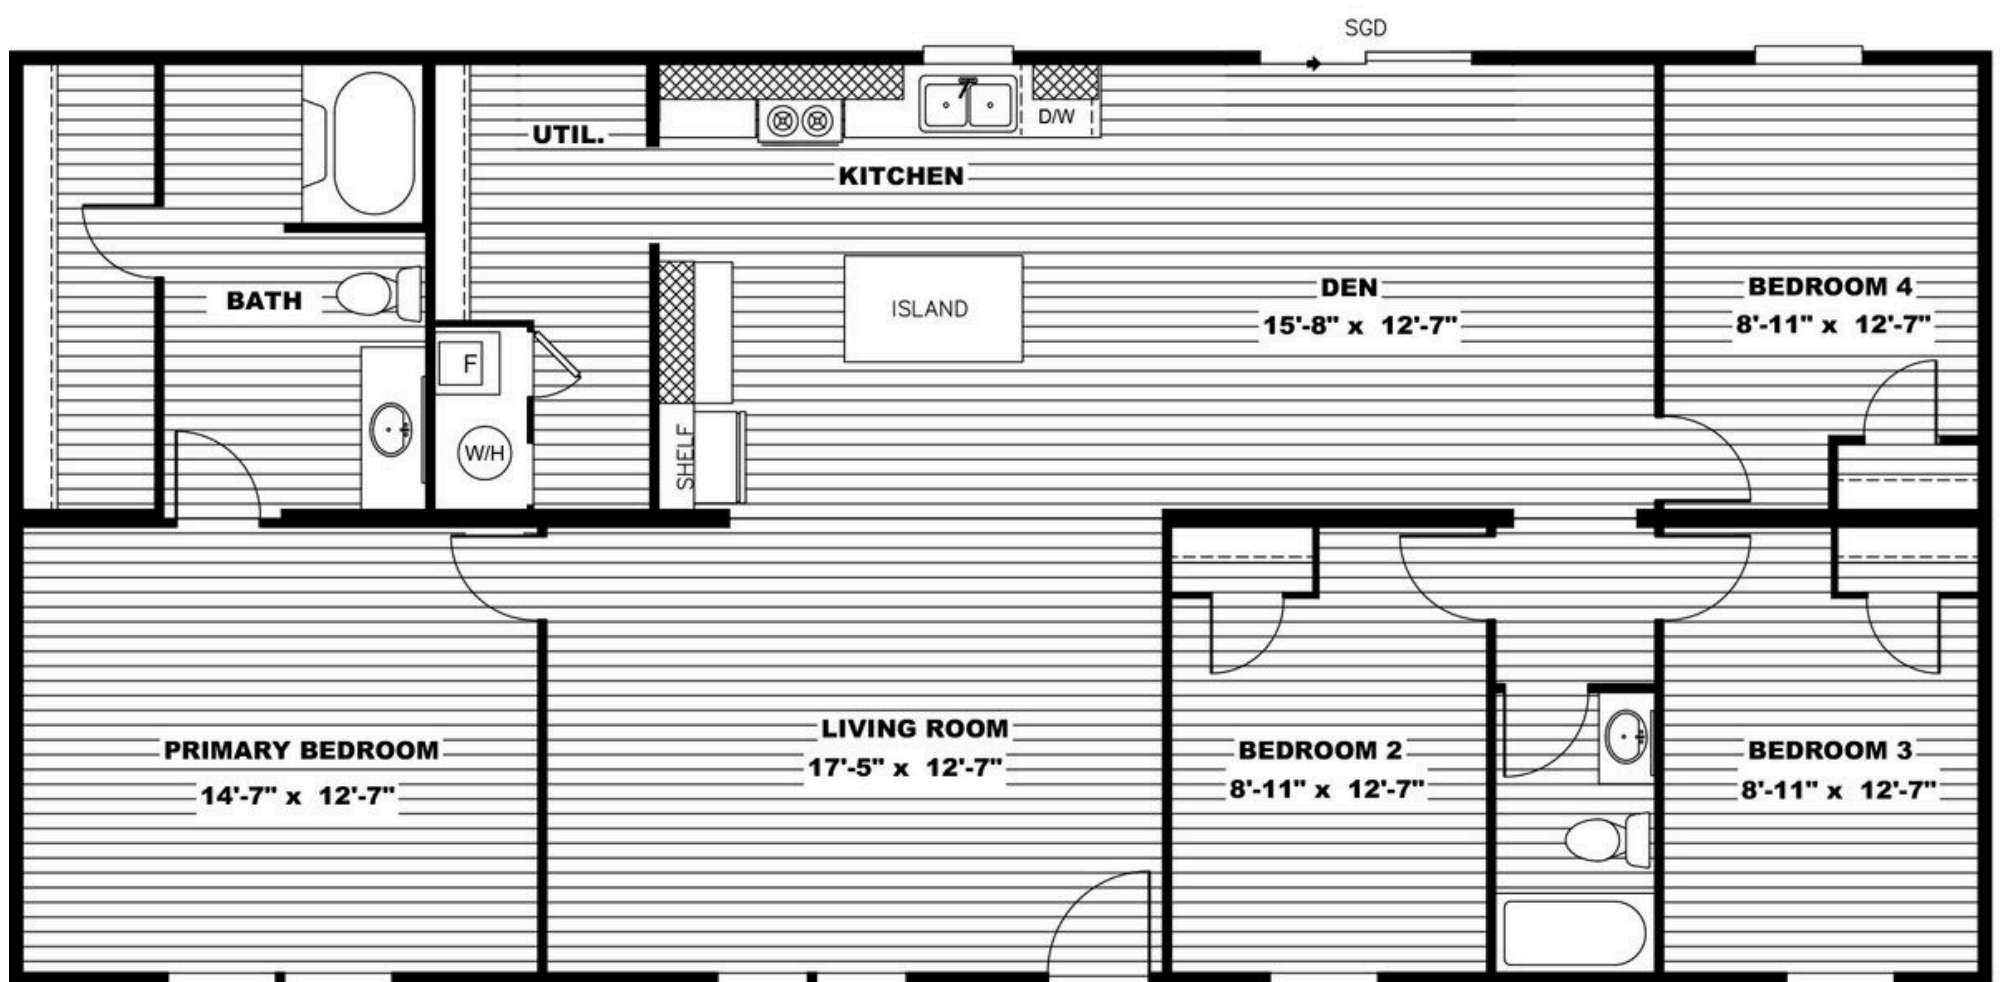 SGD
UTIL.
D/W
KITCHEN
BATH
ISLAND
DEN
15'-8" x 12'-7"
BEDROOM 4
8'-11" x 12'-7"
F
W/H
SHELF
PRIMARY BEDROOM
14'-7" x 12'-7"
LIVING ROOM
17'-5" x 12'-7"
BEDROOM 2
8'-11" x 12'-7"
BEDROOM 3
8'-11" x 12'-7"